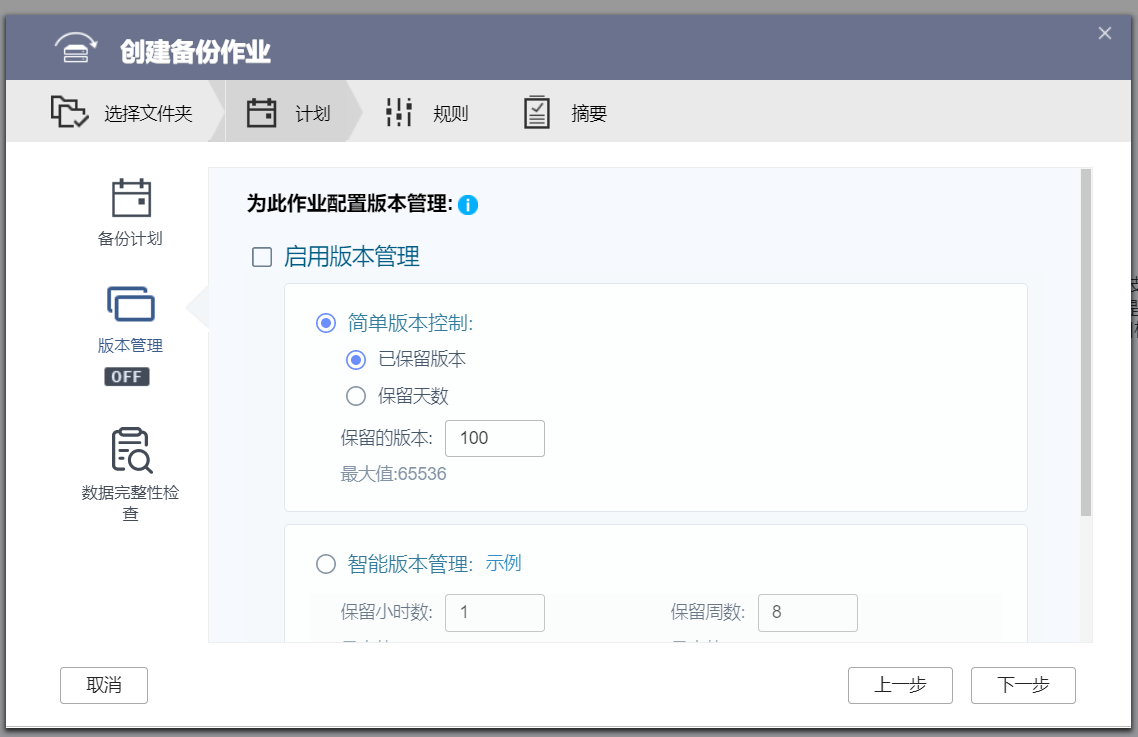 创建备份作业
选择文件夹
计划
规则
摘要
备份计划
版本管理
OFF
数据完整性检
查
为此作业配置版本管理:
启用版本管理
简单版本控制:
已保留版本
保留天数
保留的版本: 100
最大值:65536
智能版本管理: 示例
保留小时数: 1 保留周数: 8
取消 上一步 下一步